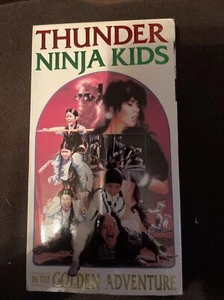 THUNDER
NINJA KIDS
IN THE GOLDEN ADVENTURE